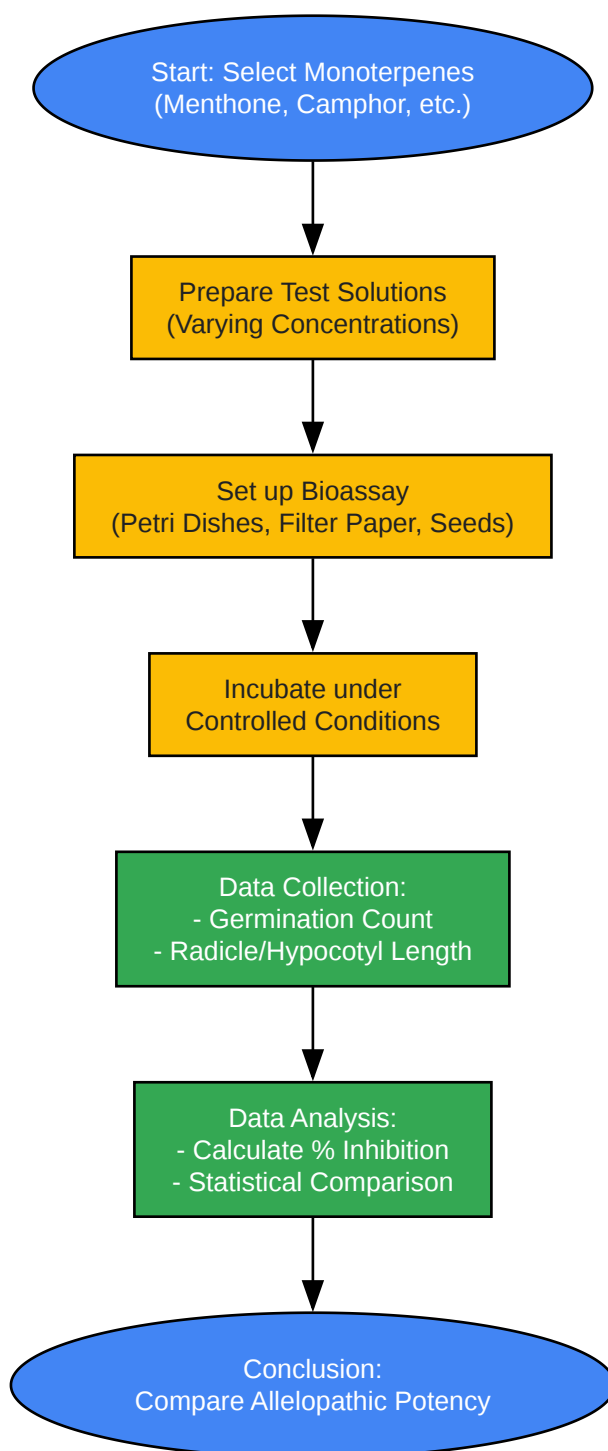 Start: Select Monoterpenes
(Menthone, Camphor, etc.)
Prepare Test Solutions
(Varying Concentrations)
Set up Bioassay
(Petri Dishes, Filter Paper, Seeds)
Incubate under
Controlled Conditions
Data Collection:
- Germination Count
- Radicle/Hypocotyl Length
Data Analysis:
- Calculate % Inhibition
- Statistical Comparison
Conclusion:
Compare Allelopathic Potency